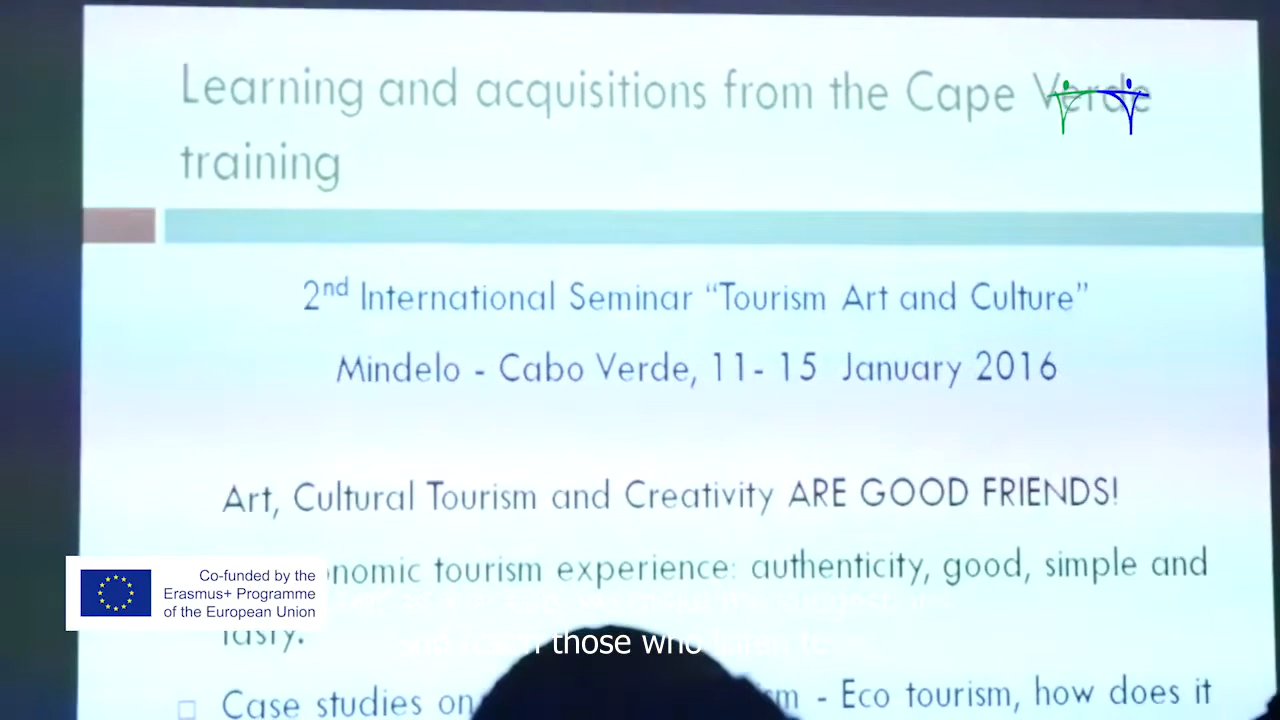 Learning and acquisitions from the Cape Verde
training
2nd International Seminar “Tourism Art and Culture”
Mindelo - Cabo Verde, 11- 15 January 2016
Art, Cultural Tourism and Creativity ARE GOOD FRIENDS!
nomic tourism experience: authenticity, good, simple and
tasty.
Co-funded by the
Erasmus+ Programme
of the European Union
those who
Case studies on - Eco tourism, how does it